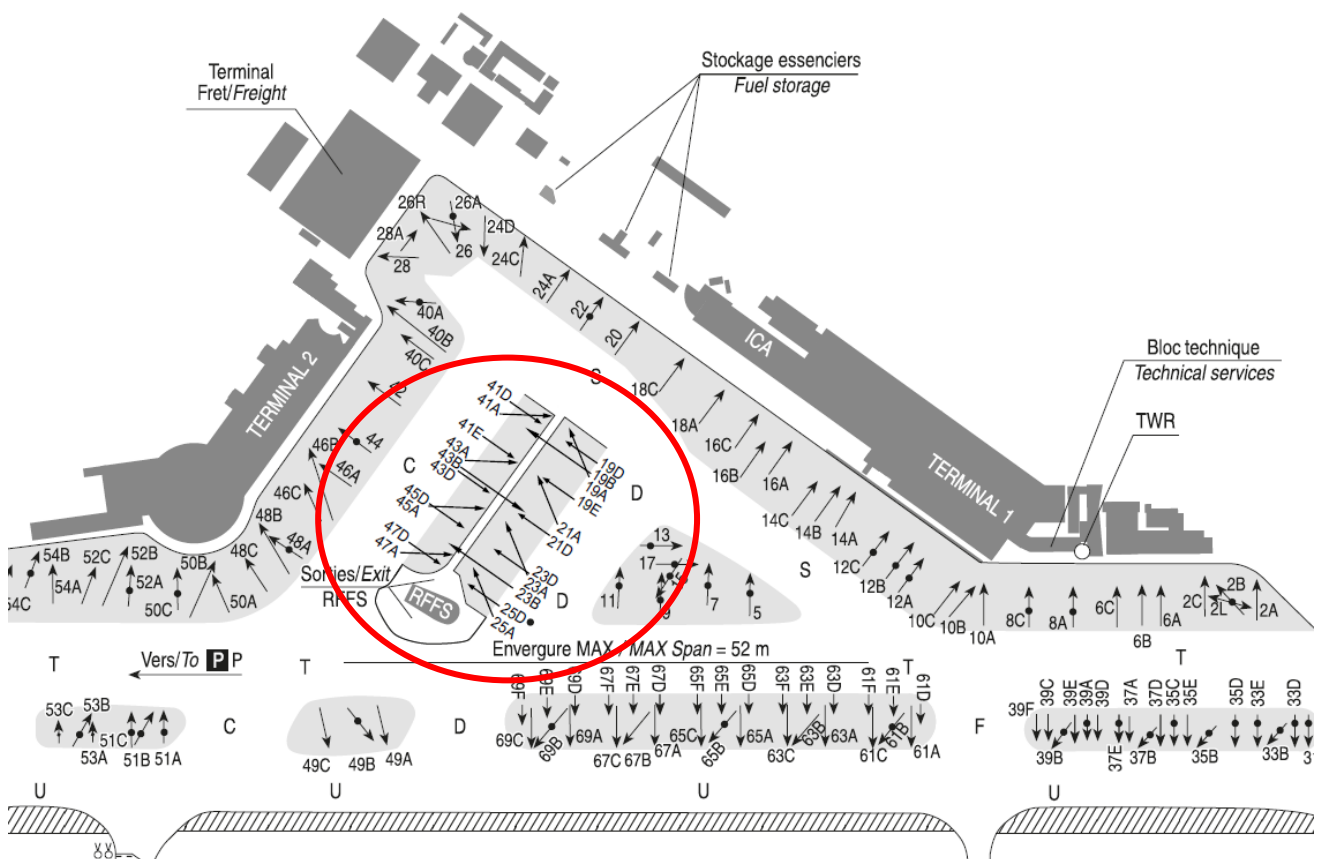 Stockage essenciers
Fuel storage
Terminal
Fret/Freight
26R
26A
24D
28A
26
24C
28
24A
22
40A
20
40B
40C
ICA
Bloc technique
Technical services
TWR
TERMINAL 2
TERMINAL 1
42
S
18C
41D
41A
18A
44
46B
41E
16C
43A
43B
43D
C
46A
16B
16A
19D
19B
19A
19E
D
46C
45D
45A
14C
14B
14A
48B
21A
21D
47D
47A
13
48A
48C
17
S
12C
12B
12A
54B
52C
52B
50B
54A
52A
54C
50C
50A
Sorties/Exit
RFFS
RFFS
23D
23A
23B
D
25D
25A
11
9
7
5
10C
10B
10A
8C
8A
6C
6B
6A
2C
2B
2L
2A
Envergure MAX / MAX Span = 52 m
T
Vers/To P P
T
T
T
69F
69E
69D
67F
67E
67D
65F
65E
65D
63F
63E
63D
61F
61E
61D
39F
39C
39E
39A
39D
37A
37D
35C
35E
35D
33E
33D
53C
53B
51C
53A
51B
51A
C
49C
49B
49A
D
69C
69B
69A
67C
67B
67A
65C
65B
65A
63C
63B
63A
61C
61B
61A
F
39B
37E
37B
35B
33B
U
U
U
U